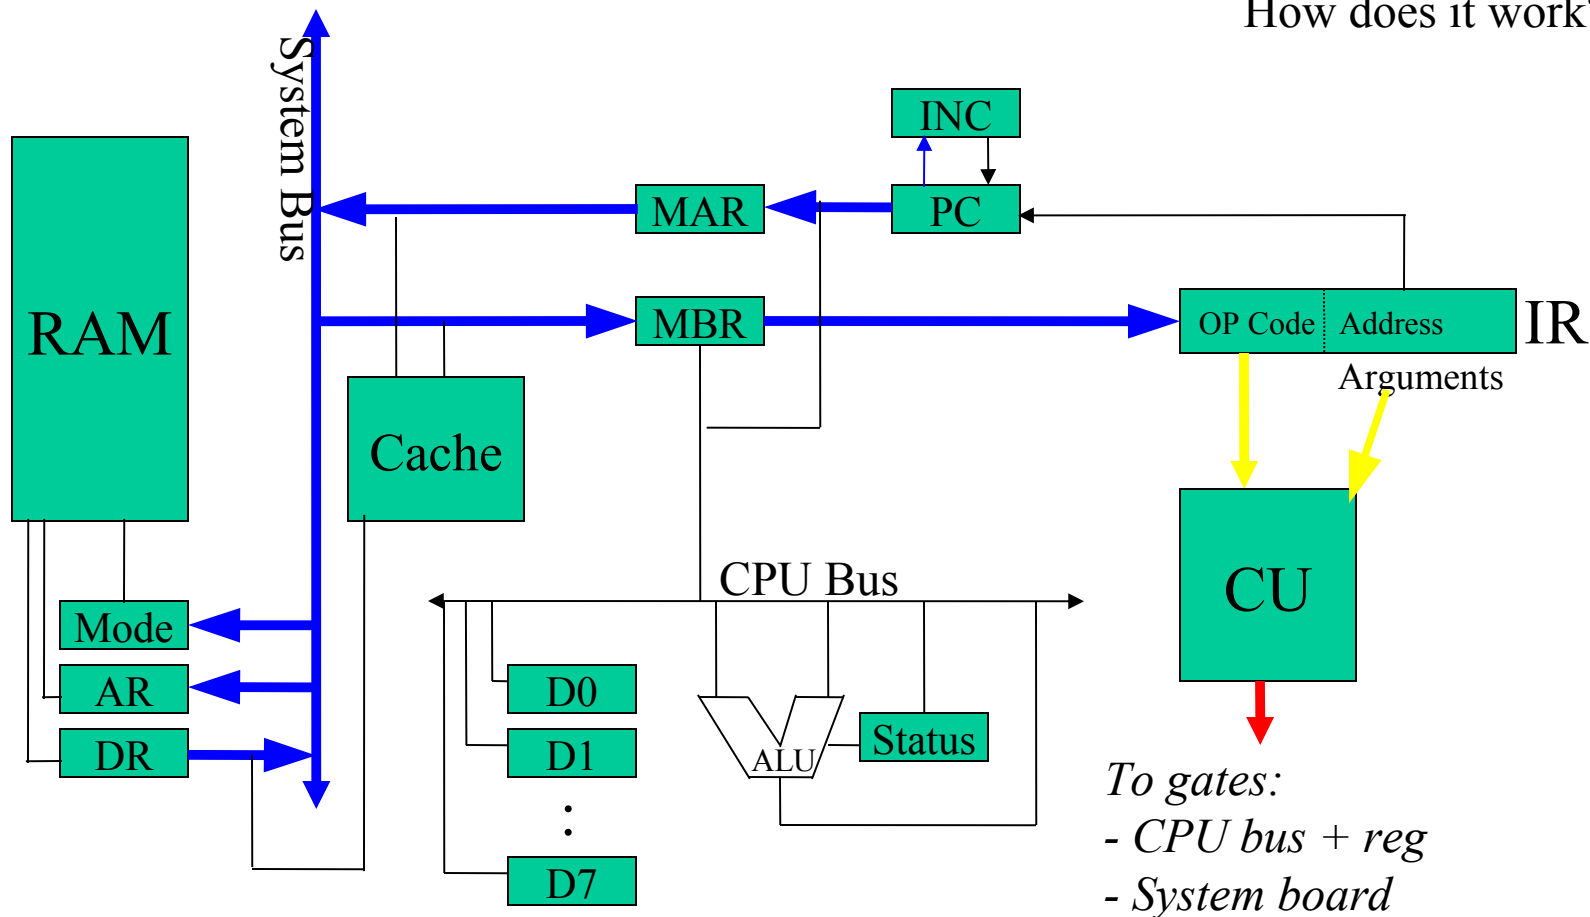 How does it work?
System Bus
INC
MAR
PC
RAM
MBR
OP Code
Address
IR
Arguments
Cache
CPU Bus
CU
Mode
AR
D0
DR
D1
ALU
Status
:
D7
To gates:
- CPU bus + reg
- System board